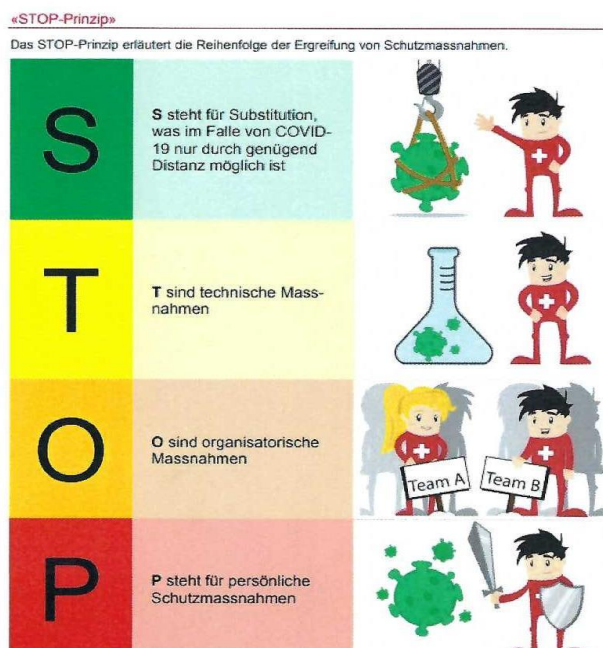 «STOP-Prinzip»
Das STOP-Prinzip erläutert die Reihenfolge der Ergreifung von Schutzmassnahmen.
S
S steht für Substitution,
was im Falle von COVID-
19 nur durch genügend
Distanz möglich ist
T
T sind technische Mass-
nahmen
O
O sind organisatorische
Massnahmen
Team A
Team B
P
P steht für persönliche
Schutzmassnahmen